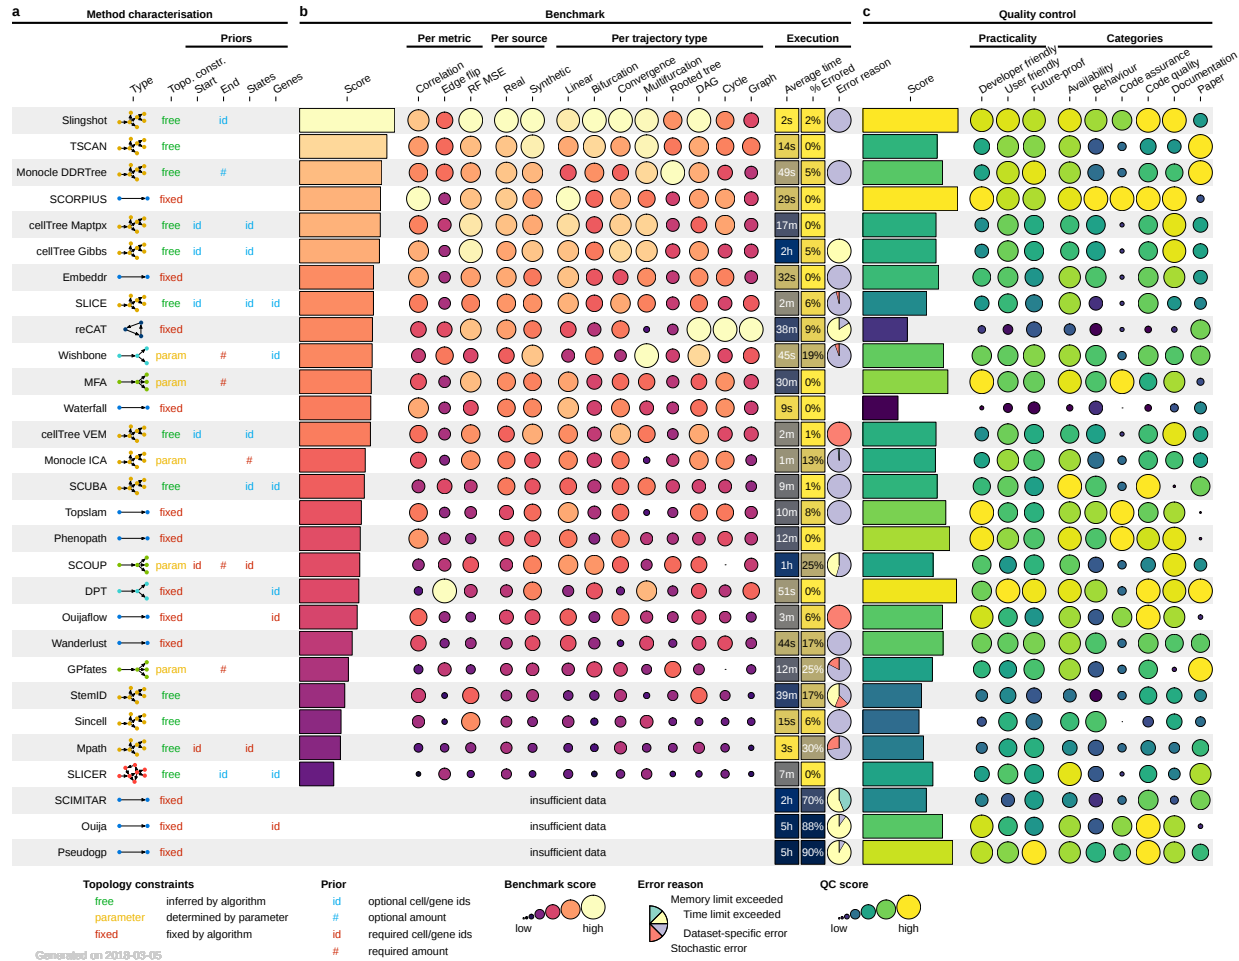 a Method characterisation b Benchmark c Quality control
Priors Per metric Per source Per trajectory type Execution Practicality Categories
Type Topo. constr. Start End States Genes Score Correlation Edge flip RF MSE Real Synthetic Linear Bifurcation Convergence Multifurcation Rooted tree DAG Cycle Graph Average time % Errored Error reason Score Developer friendly User friendly Future-proof Availability Behaviour Code assurance Code quality Documentation Paper
Slingshot free id 2s 2%
TSCAN free 14s 0%
Monocle DDRTree free # 49s 5%
SCORPIUS fixed 29s 0%
cellTree Maptpx free id id 17m 0%
cellTree Gibbs free id id 2h 5%
Embeddr fixed 32s 0%
SLICE free id id id 2m 6%
reCAT fixed 38m 9%
Wishbone param # id 45s 19%
MFA param # 30m 0%
Waterfall fixed 9s 0%
cellTree VEM free id id 2m 1%
Monocle ICA param # 1m 13%
SCUBA free id id 9m 1%
Topslam fixed 10m 8%
Phenopath fixed 12m 0%
SCOUP param id # id 1h 25%
DPT fixed id 51s 0%
Ouijaflow fixed id 3m 6%
Wanderlust fixed 44s 17%
GPfates param # 12m 25%
StemID free 39m 17%
Sincell free 15s 6%
Mpath free id id 3s 30%
SLICER free id id 7m 0%
SCIMITAR fixed insufficient data 2h 70%
Ouija fixed id insufficient data 5h 88%
Pseudogp fixed insufficient data 5h 90%
Topology constraints Prior Benchmark score Error reason QC score
free inferred by algorithm id optional cell/gene ids Memory limit exceeded
parameter determined by parameter # optional amount low high Time limit exceeded low high
fixed fixed by algorithm id required cell/gene ids Dataset-specific error
# required amount Stochastic error
Generated on 2018-03-05